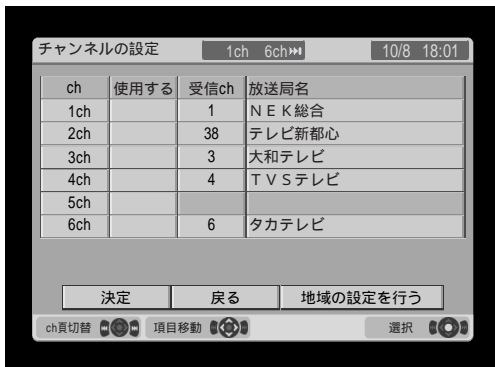 チャンネルの設定 1ch 6ch⏭ 10/8 18:01
ch 使用する 受信ch 放送局名
1ch 1 ＮＥＫ総合
2ch 38 テレビ新都心
3ch 3 大和テレビ
4ch 4 ＴＶＳテレビ
5ch
6ch 6 タカテレビ
決定 戻る 地域の設定を行う
ch頁切替 項目移動 選択